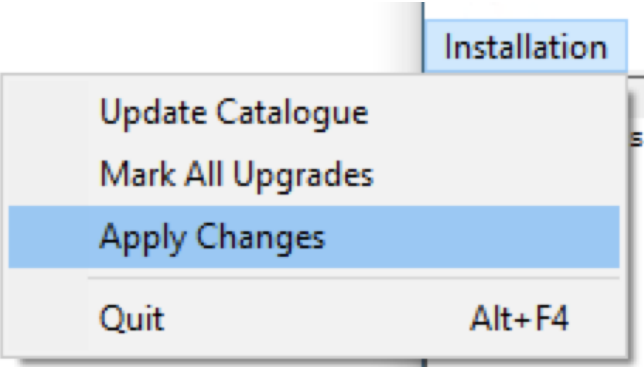 Installation
Update Catalogue
Mark All Upgrades
Apply Changes
Quit Alt+F4